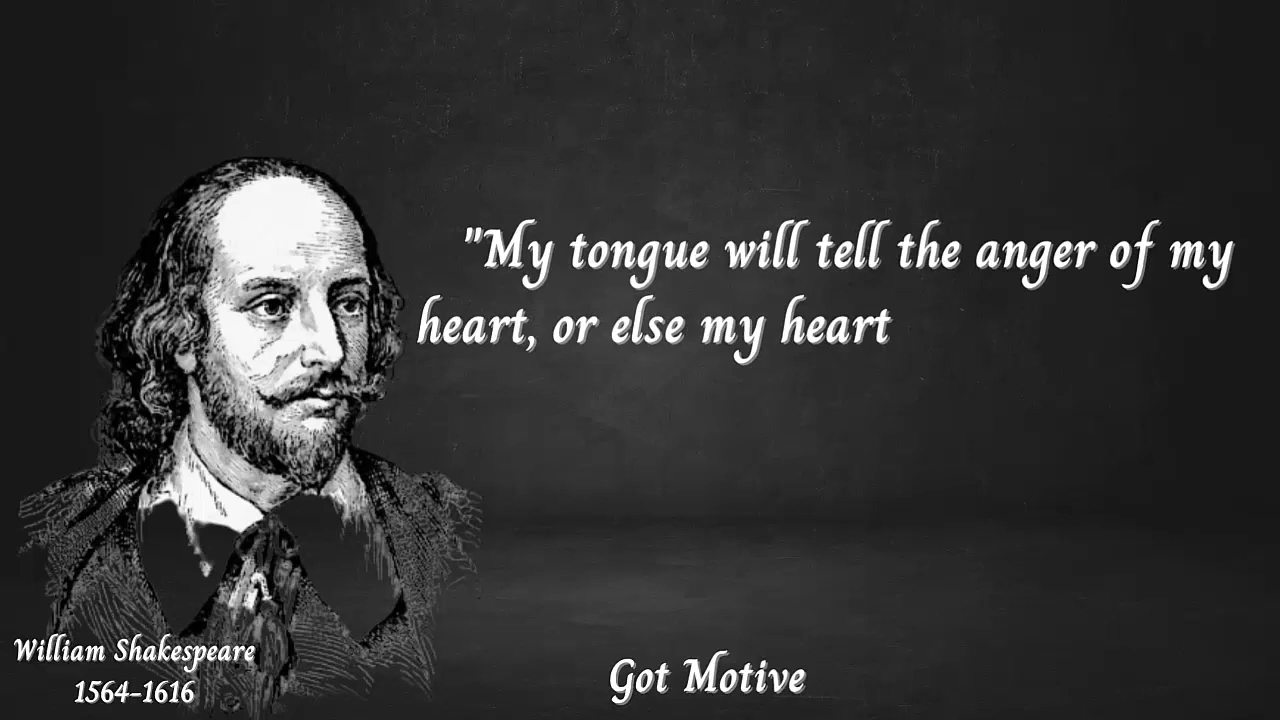 "My tongue will tell the anger of my
heart, or else my heart
William Shakespeare
1564-1616
Got Motive